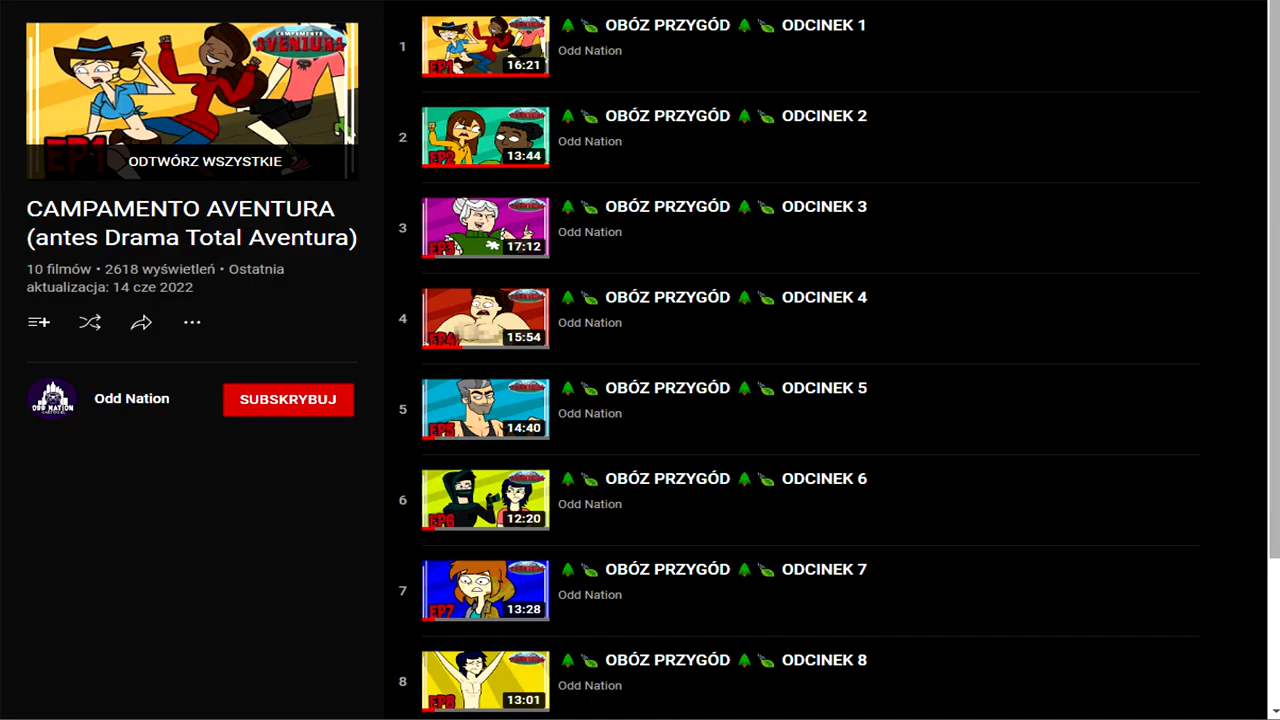 CAMPAMENTO
AVENTURA
EP1
ODTWÓRZ WSZYSTKIE
CAMPAMENTO AVENTURA
(antes Drama Total Aventura)
10 filmów • 2618 wyświetleń • Ostatnia
aktualizacja: 14 cze 2022
ODD NATION
Odd Nation
SUBSKRYBUJ
1
EP1
16:21
🌲 🍃 OBÓZ PRZYGÓD 🌲 🍃 ODCINEK 1
Odd Nation
2
EP2
13:44
🌲 🍃 OBÓZ PRZYGÓD 🌲 🍃 ODCINEK 2
Odd Nation
3
EP3
17:12
🌲 🍃 OBÓZ PRZYGÓD 🌲 🍃 ODCINEK 3
Odd Nation
4
EP4
15:54
🌲 🍃 OBÓZ PRZYGÓD 🌲 🍃 ODCINEK 4
Odd Nation
5
EP5
14:40
🌲 🍃 OBÓZ PRZYGÓD 🌲 🍃 ODCINEK 5
Odd Nation
6
EP6
12:20
🌲 🍃 OBÓZ PRZYGÓD 🌲 🍃 ODCINEK 6
Odd Nation
7
EP7
13:28
🌲 🍃 OBÓZ PRZYGÓD 🌲 🍃 ODCINEK 7
Odd Nation
8
EP8
13:01
🌲 🍃 OBÓZ PRZYGÓD 🌲 🍃 ODCINEK 8
Odd Nation